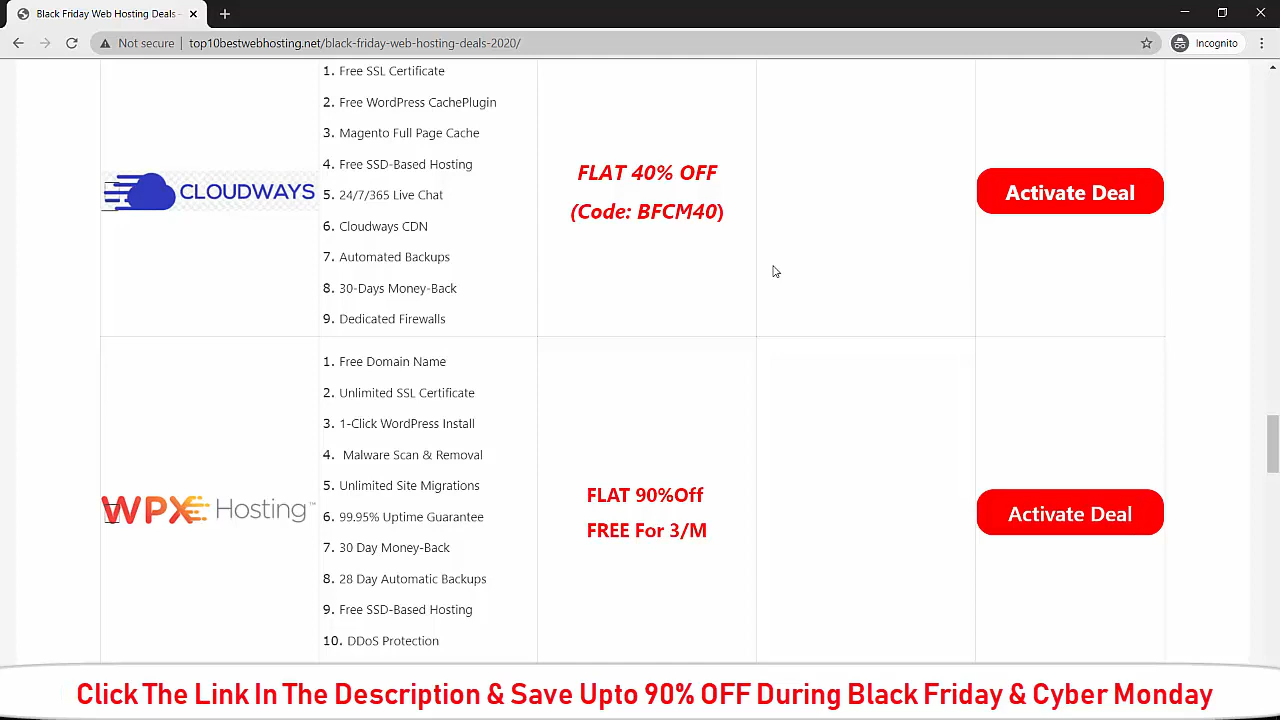 Black Friday Web Hosting Deals -
Not secure
top10bestwebhosting.net/black-friday-web-hosting-deals-2020/
Incognito
1. Free SSL Certificate
2. Free WordPress CachePlugin
3. Magento Full Page Cache
4. Free SSD-Based Hosting
5. 24/7/365 Live Chat
6. Cloudways CDN
7. Automated Backups
8. 30-Days Money-Back
9. Dedicated Firewalls
CLOUDWAYS
FLAT 40% OFF
(Code: BFCM40)
Activate Deal
1. Free Domain Name
2. Unlimited SSL Certificate
3. 1-Click WordPress Install
4. Malware Scan & Removal
5. Unlimited Site Migrations
6. 99.95% Uptime Guarantee
7. 30 Day Money-Back
8. 28 Day Automatic Backups
9. Free SSD-Based Hosting
10. DDoS Protection
WPX Hosting™
FLAT 90%Off
FREE For 3/M
Activate Deal
Click The Link In The Description & Save Upto 90% OFF During Black Friday & Cyber Monday